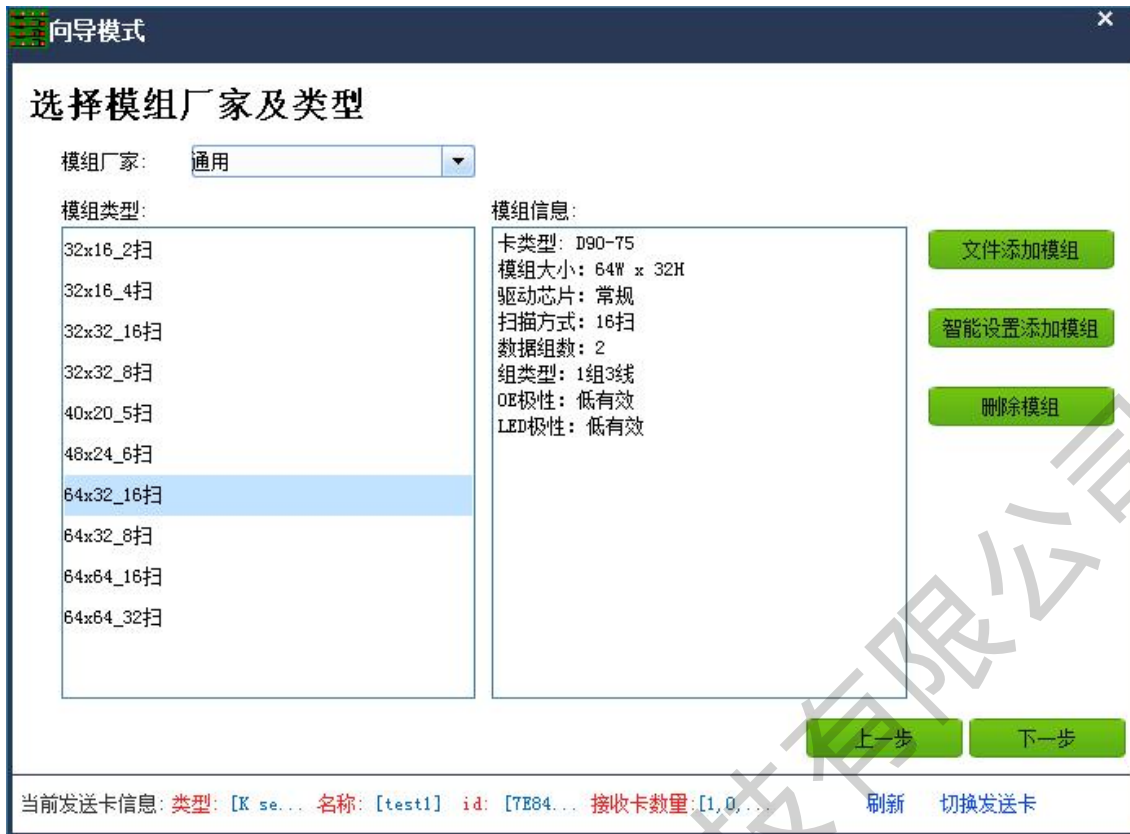 向导模式
选择模组厂家及类型
模组厂家: 通用
模组类型:
32x16_2扫
32x16_4扫
32x32_16扫
32x32_8扫
40x20_5扫
48x24_6扫
64x32_16扫
64x32_8扫
64x64_16扫
64x64_32扫
模组信息:
卡类型: D90-75
模组大小: 64W x 32H
驱动芯片: 常规
扫描方式: 16扫
数据组数: 2
组类型: 1组3线
OE极性: 低有效
LED极性: 低有效
文件添加模组
智能设置添加模组
删除模组
上一步 下一步
当前发送卡信息: 类型: [K se... 名称: [test1] id: [7E84... 接收卡数量:[1,0,... 刷新 切换发送卡
技有限公司